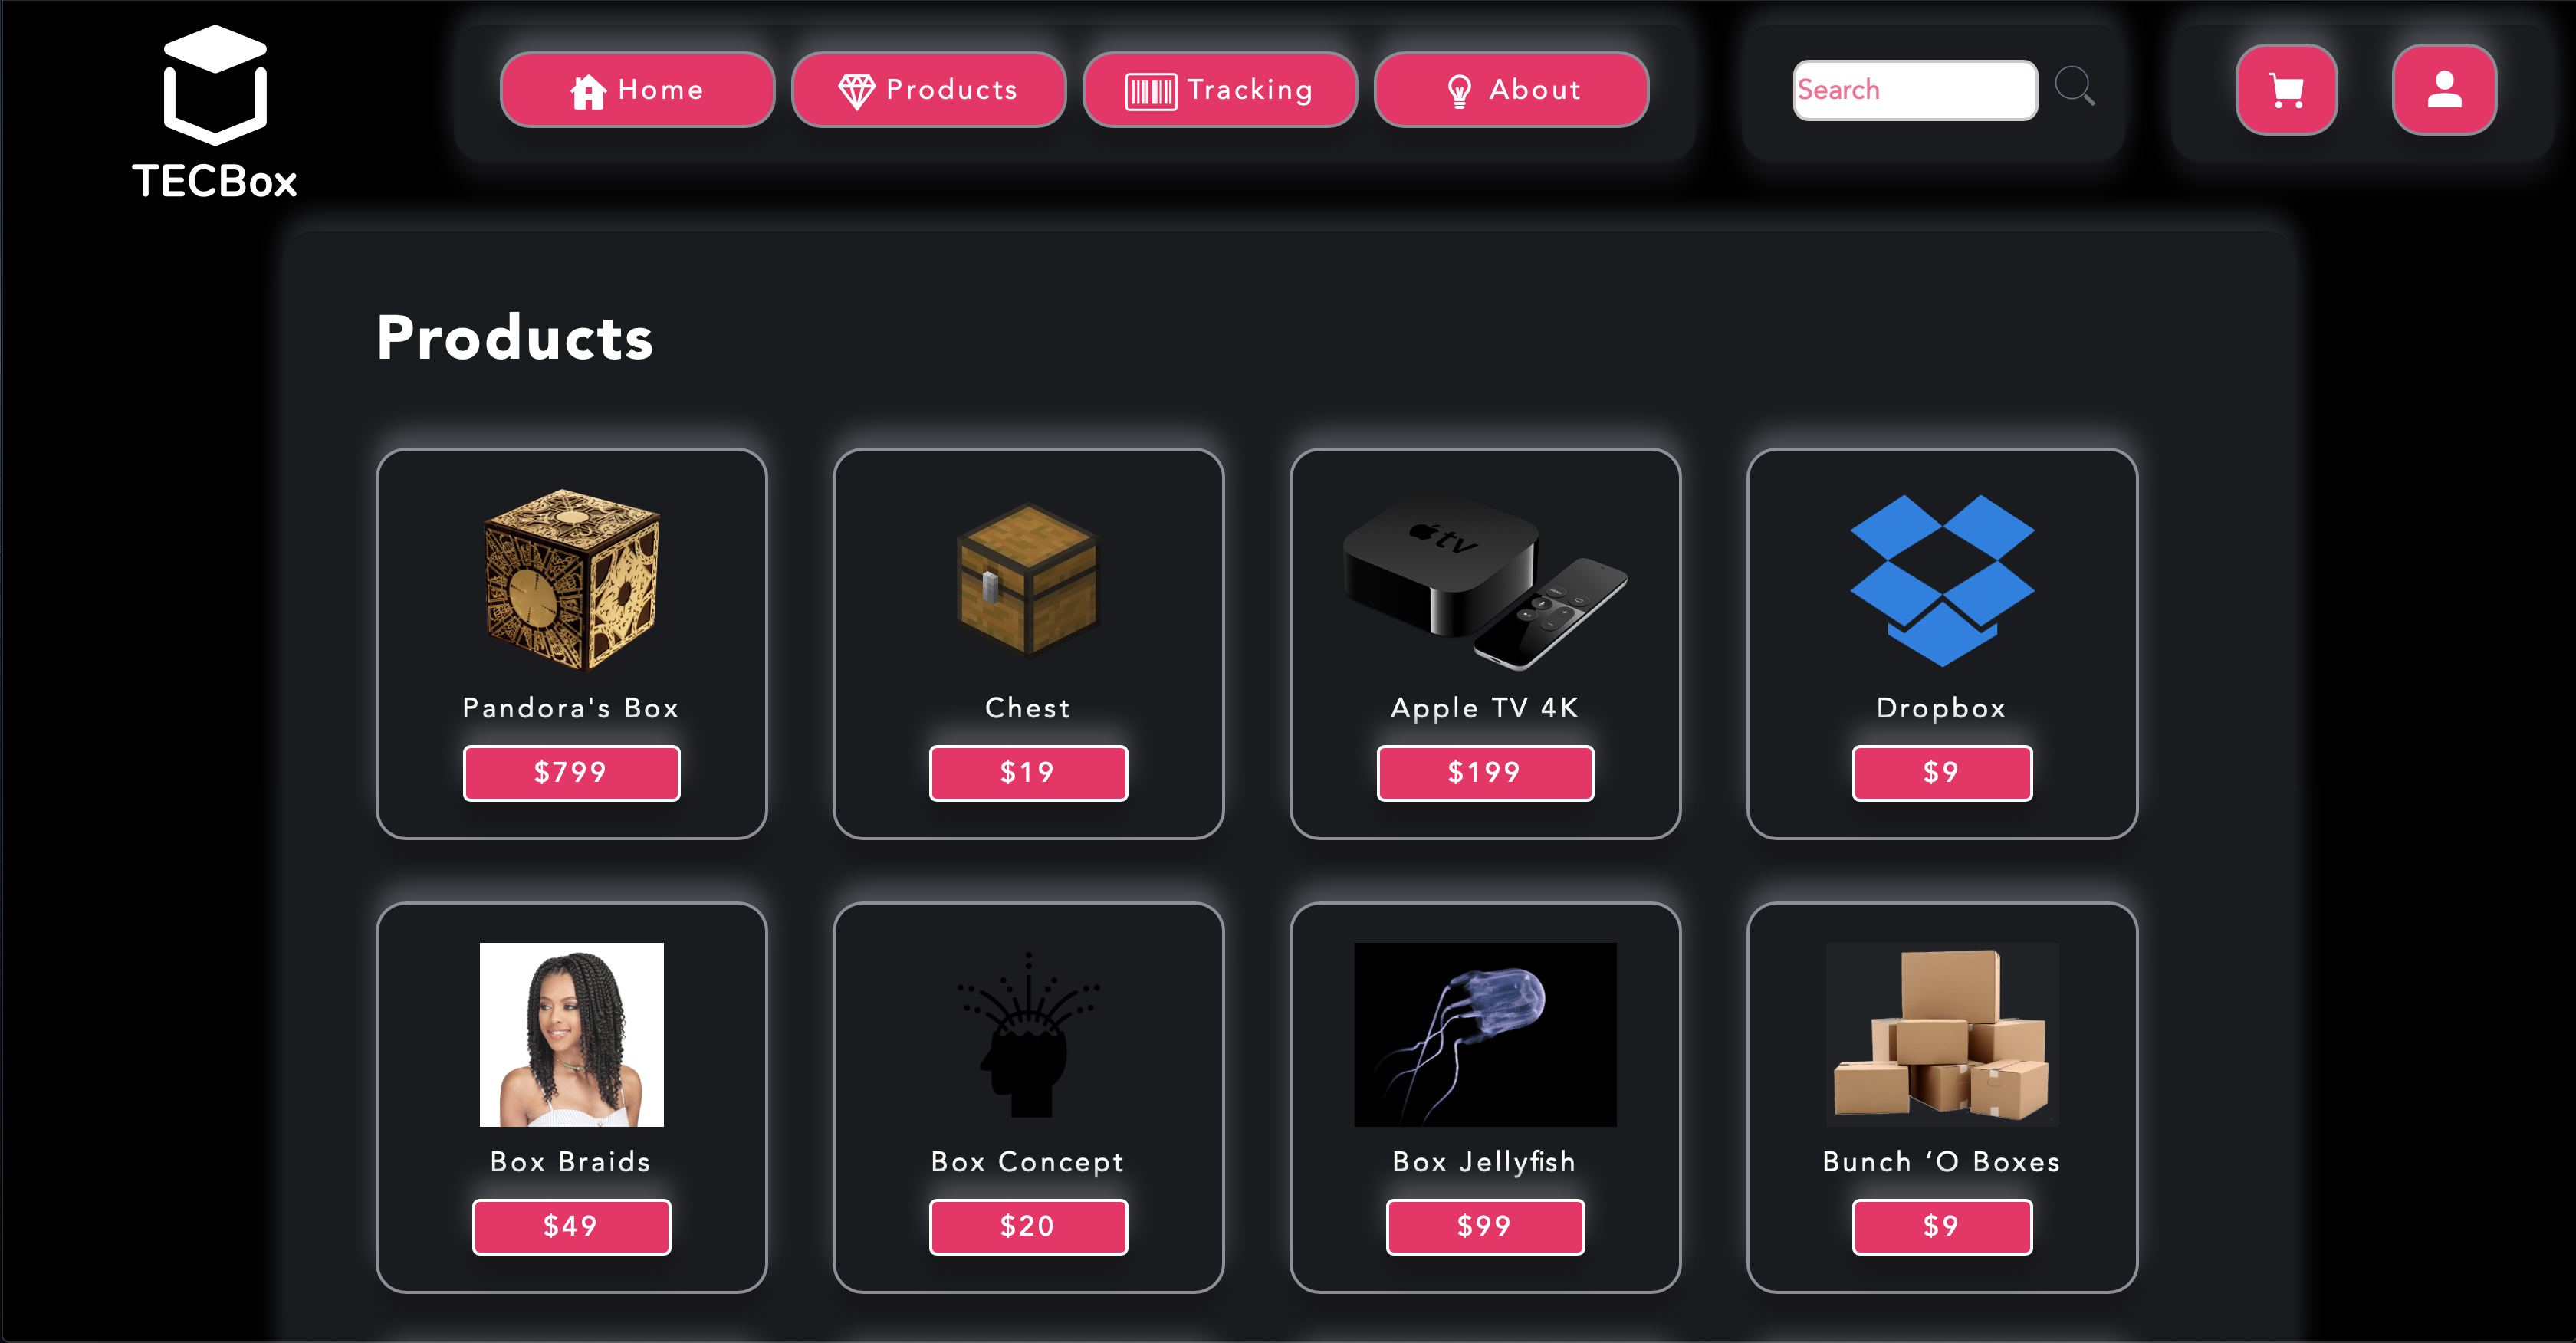 TECBox
Home
Products
Tracking
About
Search
Products
tv
Pandora's Box
Chest
Apple TV 4K
Dropbox
$799
$19
$199
$9
Box Braids
Box Concept
Box Jellyfish
Bunch ‘O Boxes
$49
$20
$99
$9